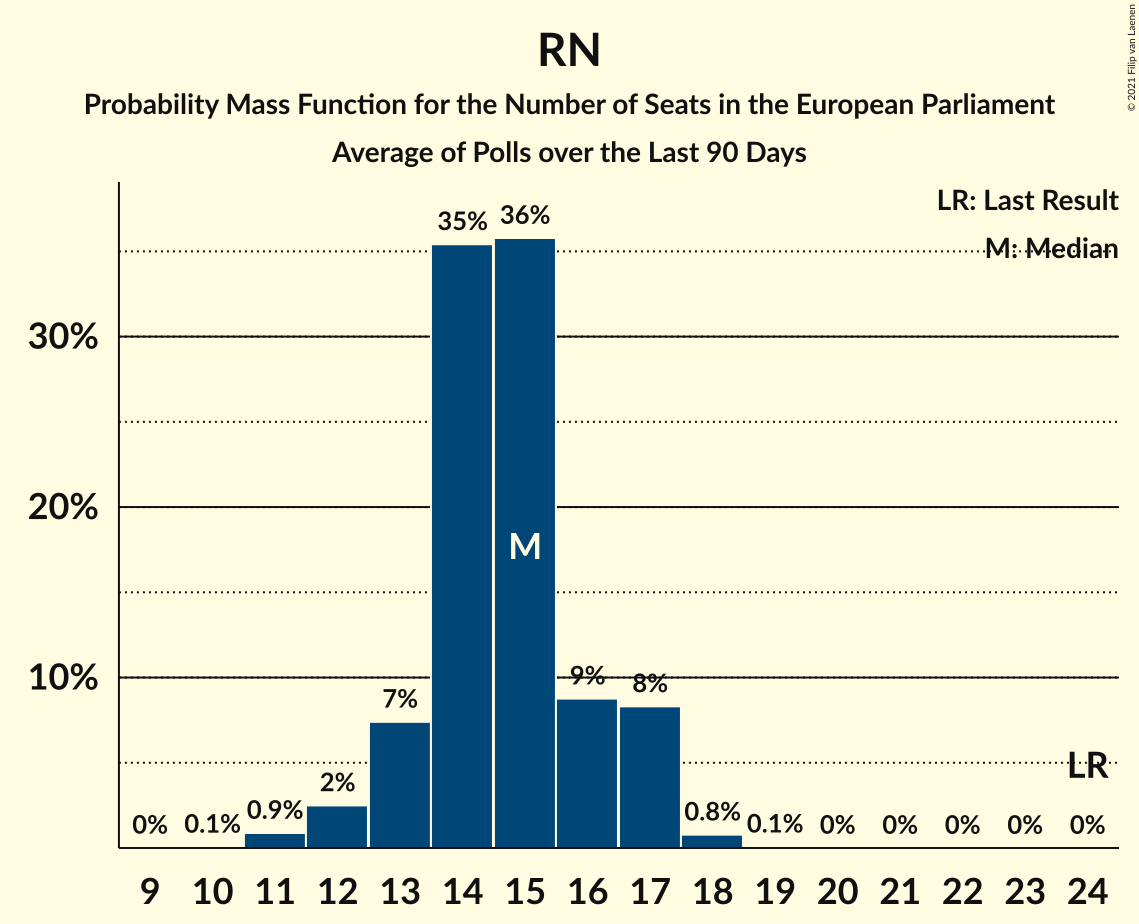 © 2021 Filip van Laenen
RN
Probability Mass Function for the Number of Seats in the European Parliament
Average of Polls over the Last 90 Days
LR: Last Result
M: Median
35% 36%
30%
20%
M
10%
9% 8%
7%
LR
2%
0% 0.1% 0.9% 0.8% 0.1% 0% 0% 0% 0% 0%
9 10 11 12 13 14 15 16 17 18 19 20 21 22 23 24